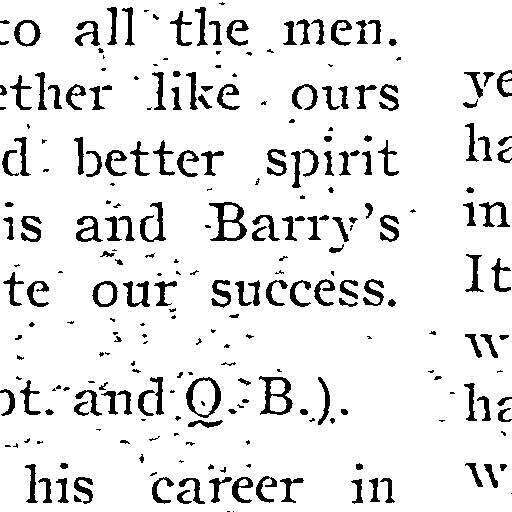 to all the men.
ether like ours
d better spirit
is and Barry's
te our success.
pt. and Q. B.).
his career in
ye
ha
in
It
w
ha
w